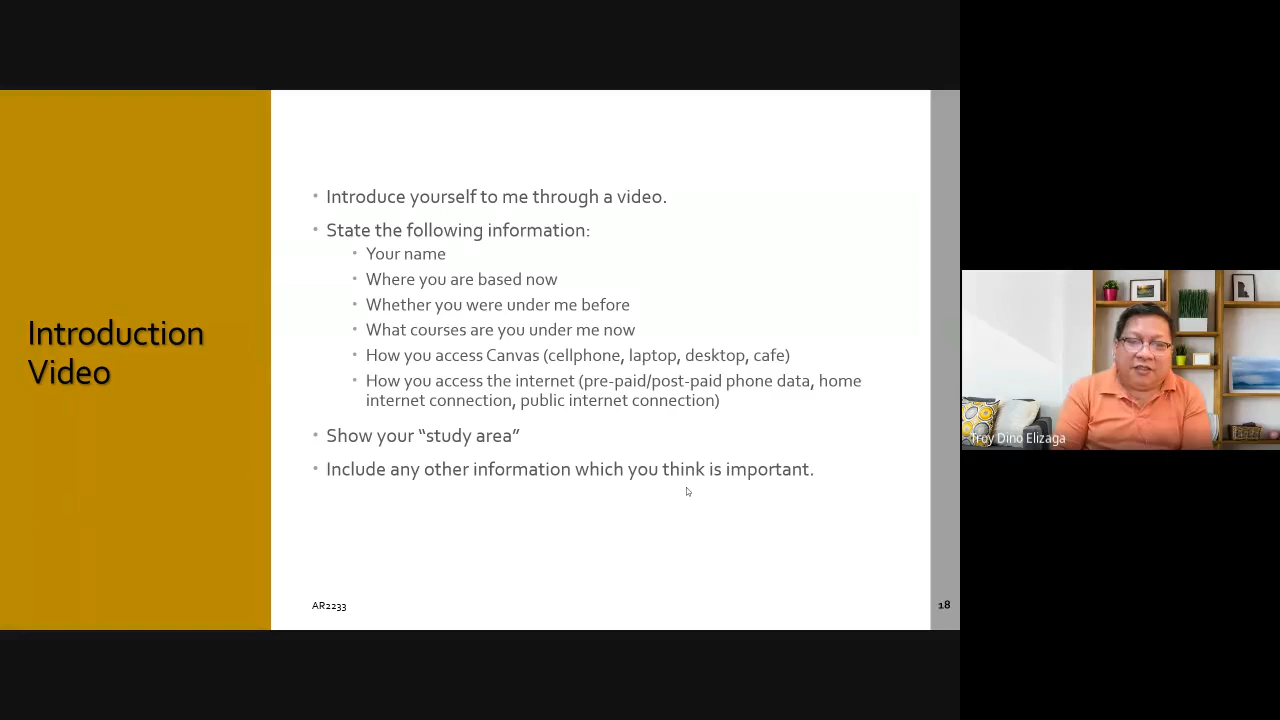 Introduction
Video
• Introduce yourself to me through a video.
• State the following information:
• Your name
• Where you are based now
• Whether you were under me before
• What courses are you under me now
• How you access Canvas (cellphone, laptop, desktop, cafe)
• How you access the internet (pre-paid/post-paid phone data, home
internet connection, public internet connection)
• Show your “study area”
• Include any other information which you think is important.
AR2233
18
Troy Dino Elizaga